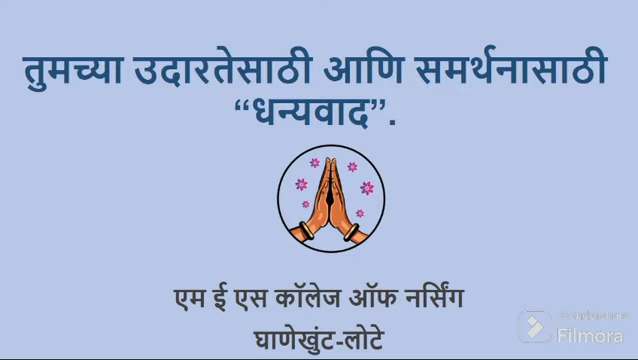 तुमच्या उदारतेसाठी आणि समर्थनासाठी
“धन्यवाद”.
एम ई एस कॉलेज ऑफ नर्सिंग
घाणेखुंट-लोटे
Filmora